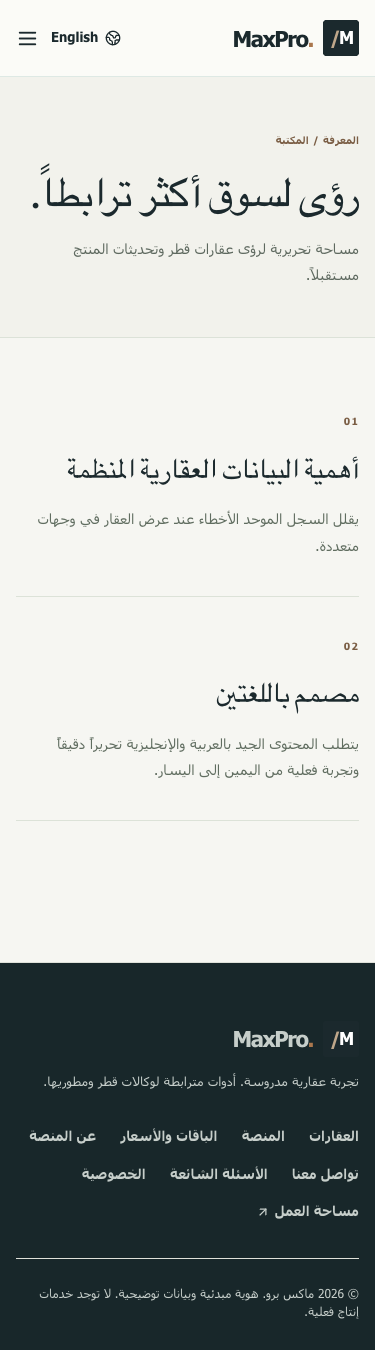 M/
MaxPro.
English
المعرفة / المكتبة
رؤى لسوق أكثر ترابطاً.
مساحة تحريرية لرؤى عقارات قطر وتحديثات المنتج
مستقبلاً.
01
أهمية البيانات العقارية المنظمة
يقلل السجل الموحد الأخطاء عند عرض العقار في وجهات
متعددة.
02
مصمم باللغتين
يتطلب المحتوى الجيد بالعربية والإنجليزية تحريراً دقيقاً
وتجربة فعلية من اليمين إلى اليسار.
M/
MaxPro.
تجربة عقارية مدروسة. أدوات مترابطة لوكالات قطر ومطوريها.
العقارات المنصة الباقات والأسعار عن المنصة
تواصل معنا الأسئلة الشائعة الخصوصية
مساحة العمل
© 2026 ماكس برو. هوية مبدئية وبيانات توضيحية. لا توجد خدمات
إنتاج فعلية.